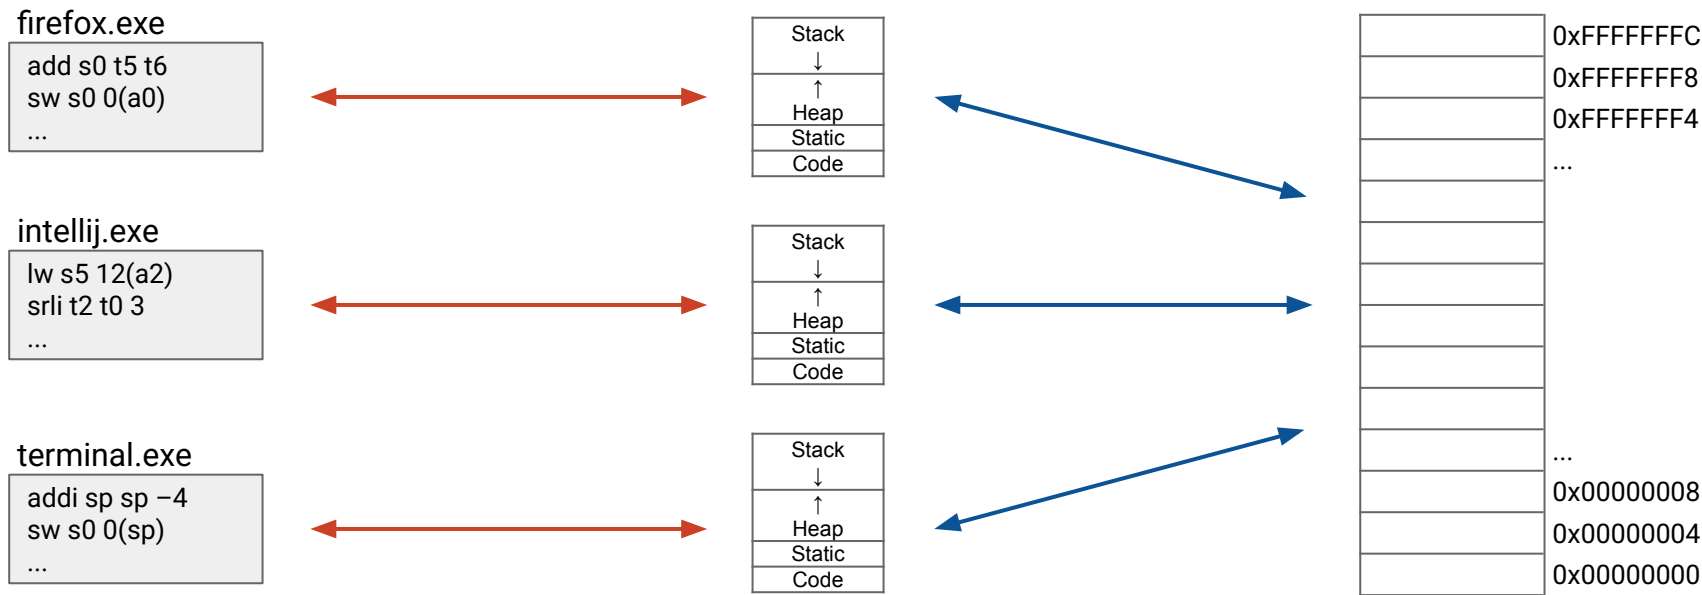 firefox.exe
add s0 t5 t6
sw s0 0(a0)
...
Stack
↓
↑
Heap
Static
Code
intellij.exe
lw s5 12(a2)
srli t2 t0 3
...
Stack
↓
↑
Heap
Static
Code
terminal.exe
addi sp sp –4
sw s0 0(sp)
...
Stack
↓
↑
Heap
Static
Code
0xFFFFFFFC
0xFFFFFFF8
0xFFFFFFF4
...
...
0x00000008
0x00000004
0x00000000